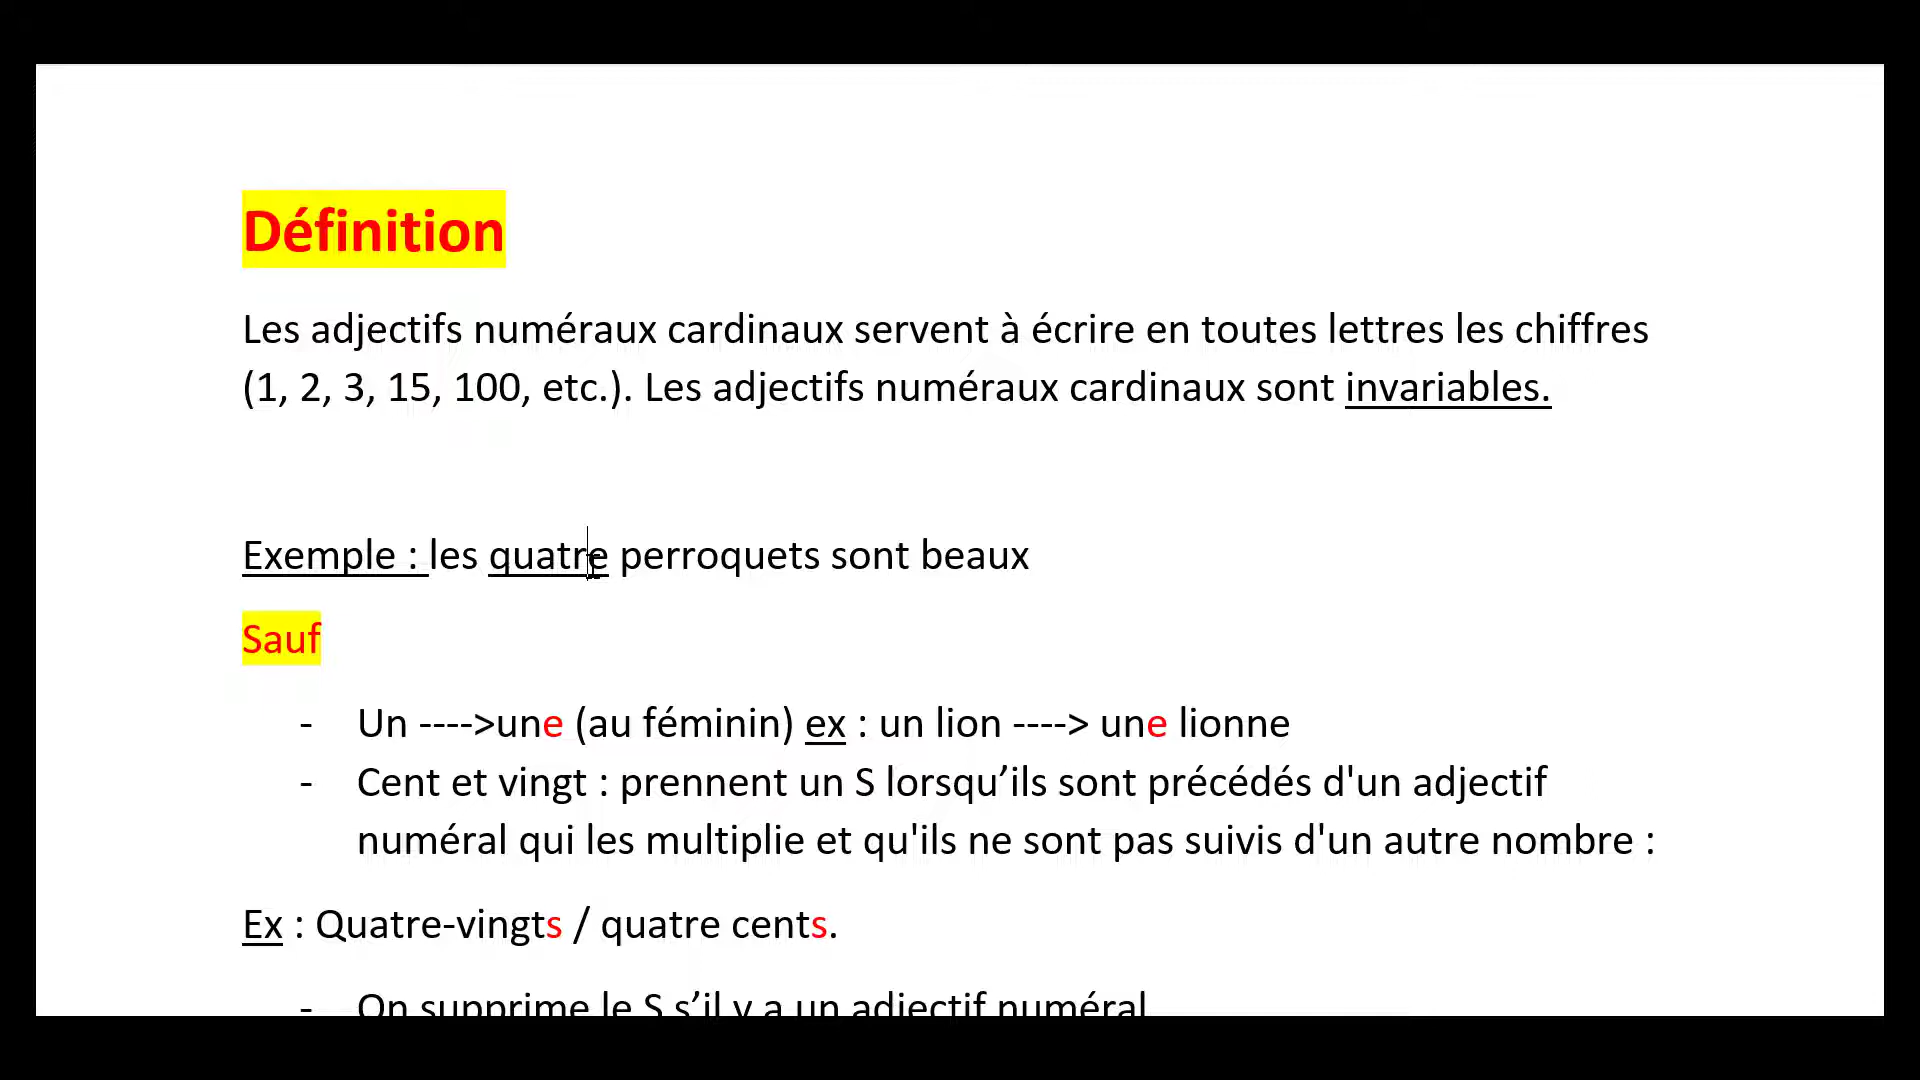 Définition
Les adjectifs numéraux cardinaux servent à écrire en toutes lettres les chiffres
(1, 2, 3, 15, 100, etc.). Les adjectifs numéraux cardinaux sont invariables.
Exemple : les quatre perroquets sont beaux
Sauf
- Un ---->une (au féminin) ex : un lion ----> une lionne
- Cent et vingt : prennent un S lorsqu’ils sont précédés d'un adjectif
numéral qui les multiplie et qu'ils ne sont pas suivis d'un autre nombre :
Ex : Quatre-vingts / quatre cents.
- On supprime le S s’il y a un adjectif numéral